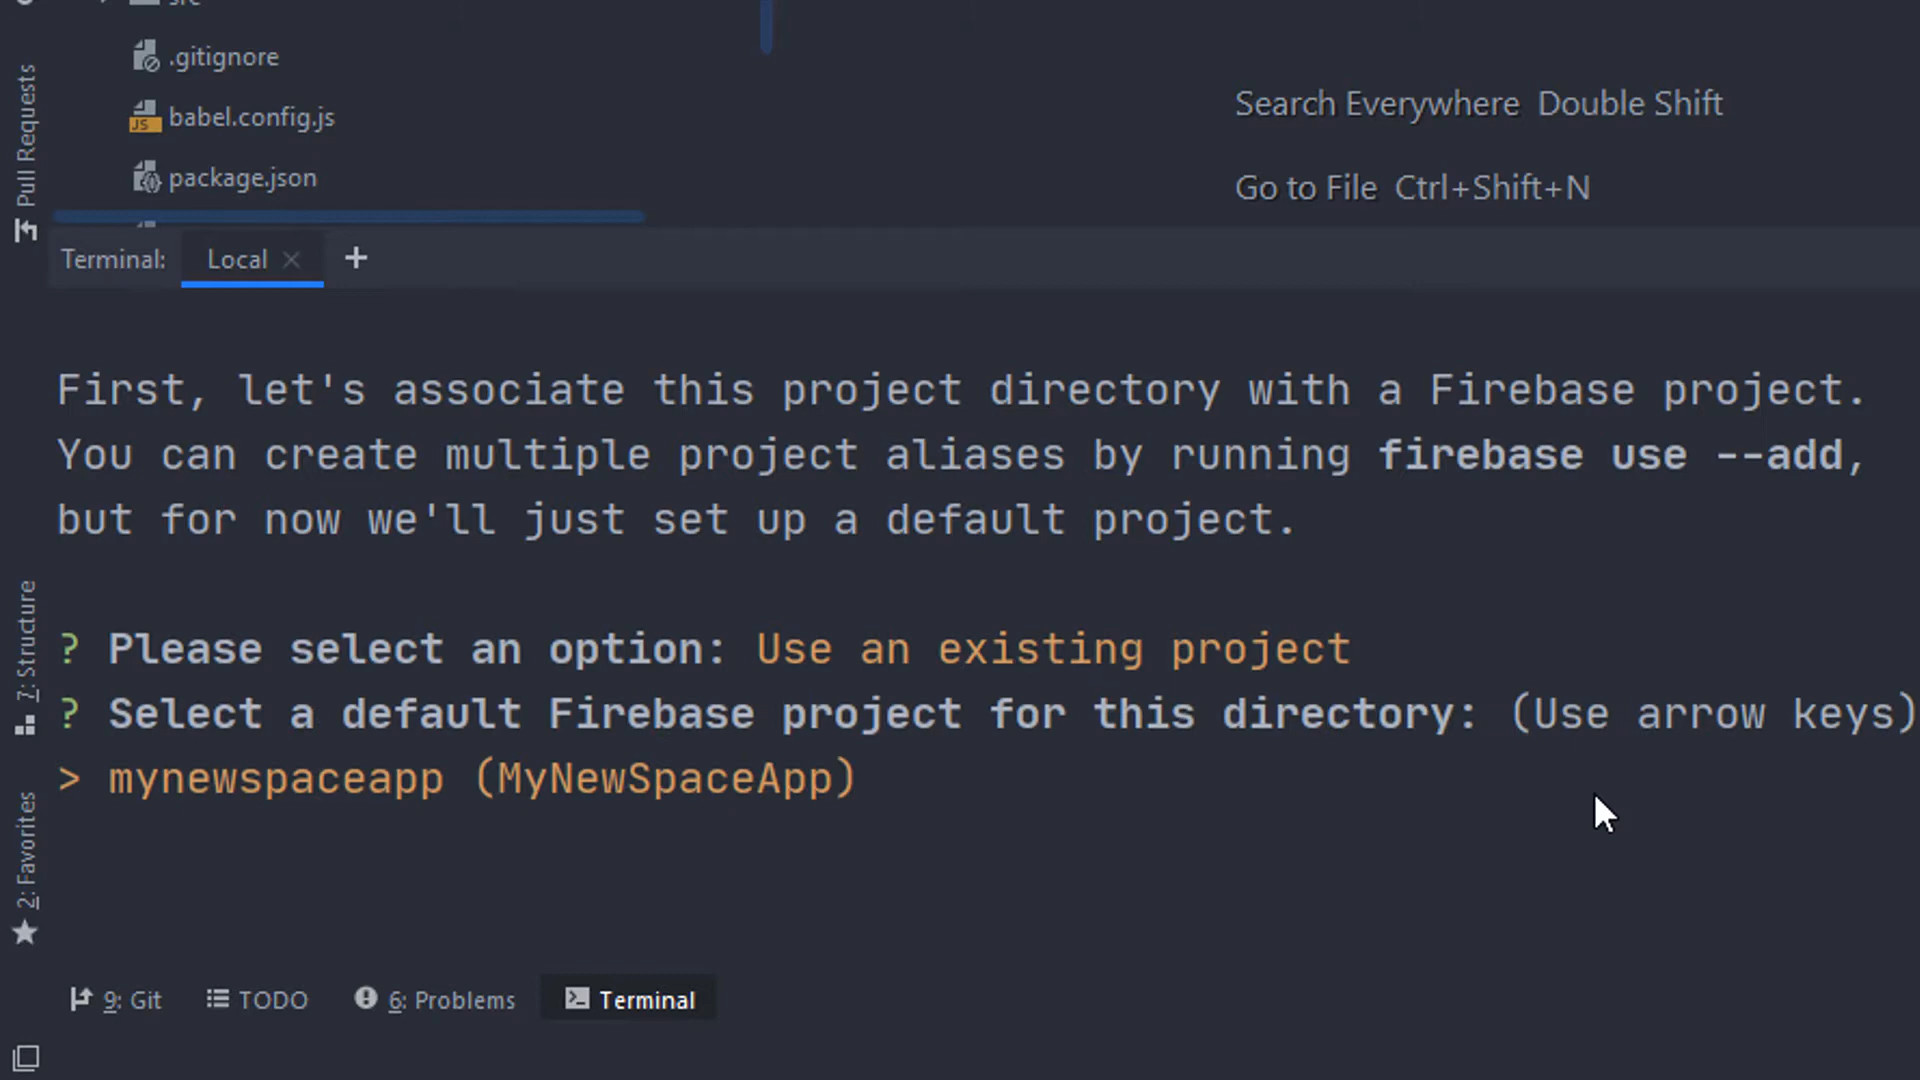 src
.gitignore
babel.config.js
package.json
Pull Requests
Search Everywhere Double Shift
Go to File Ctrl+Shift+N
Terminal: Local +
First, let's associate this project directory with a Firebase project.
You can create multiple project aliases by running firebase use --add,
but for now we'll just set up a default project.
? Please select an option: Use an existing project
? Select a default Firebase project for this directory: (Use arrow keys)
> mynewspaceapp (MyNewSpaceApp)
7: Structure
2: Favorites
9: Git TODO 6: Problems Terminal